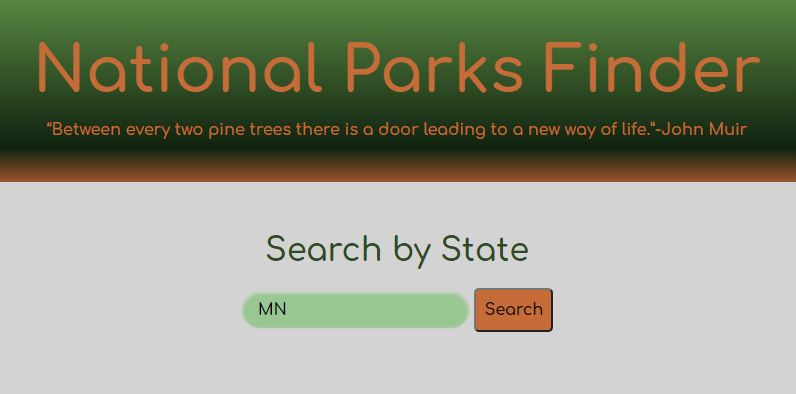 National Parks Finder
“Between every two pine trees there is a door leading to a new way of life.”-John Muir
Search by State
MN
Search